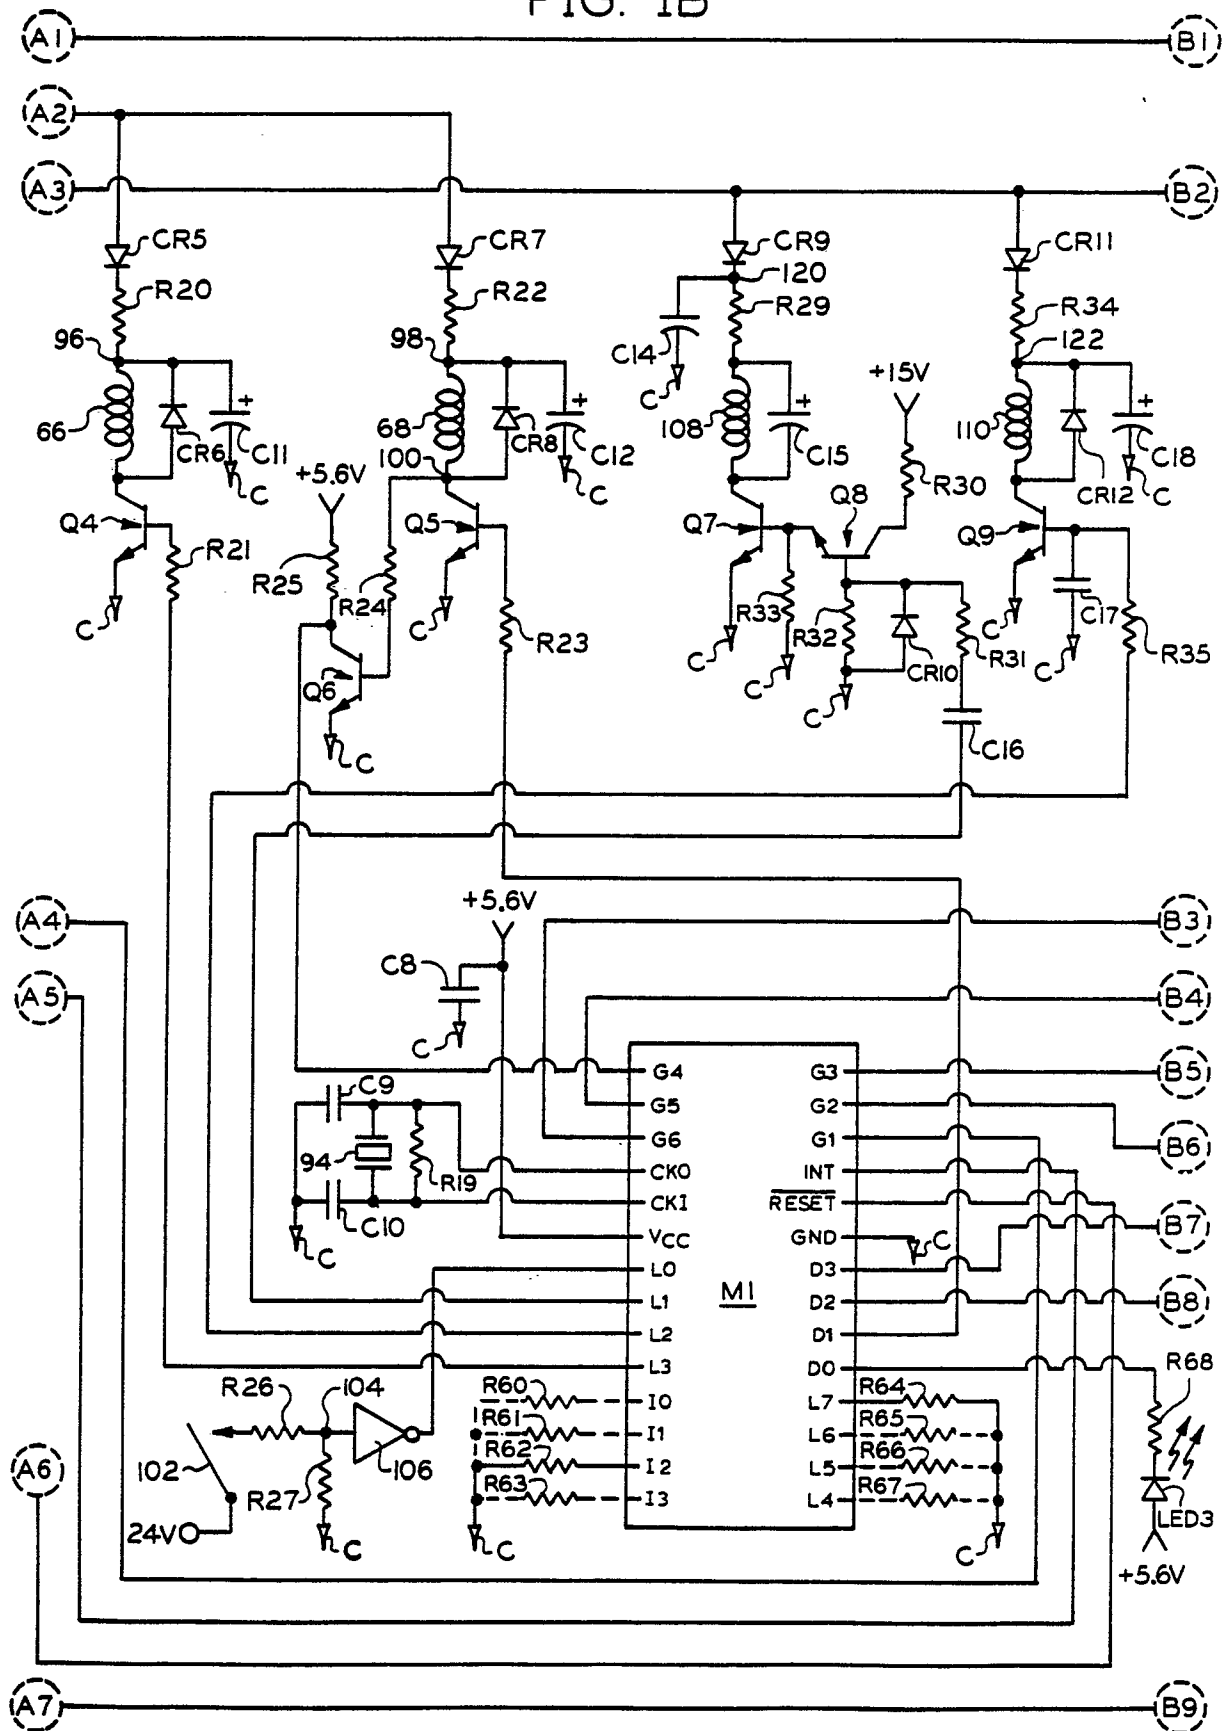 FIG. 1B
A1 B1
A2
A3 B2
CR5 CR7 CR9 CR11
120
R20 R22 R29 R34
96 98 C14 122
C +15V
66 CR6 C11 68 CR8 C12 108 C15 110 CR12 C18
C +5.6V 100 C R30 C
Q4 Q5 Q7 Q8 Q9
R21 R25 R24 R33 R32 CR10 R31 C17 R35
C C R23 C C C C
Q6 C C16
C
+5.6V
A4 B3
C8
A5 B4
C
G4 G3 B5
C9
G5 G2
G6 G1 B6
94 R19 CKO INT
C10 CKI RESET
C VCC GND C B7
L0 D3
L1 M1 D2 B8
L2 D1
L3 D0 R68
R26 104 R60 I0 L7 R64
R61 I1 L6 R65
102 106 R62 I2 L5 R66
A6
R27 R63 I3 L4 R67
24V C C C LED3
+5.6V
A7 B9